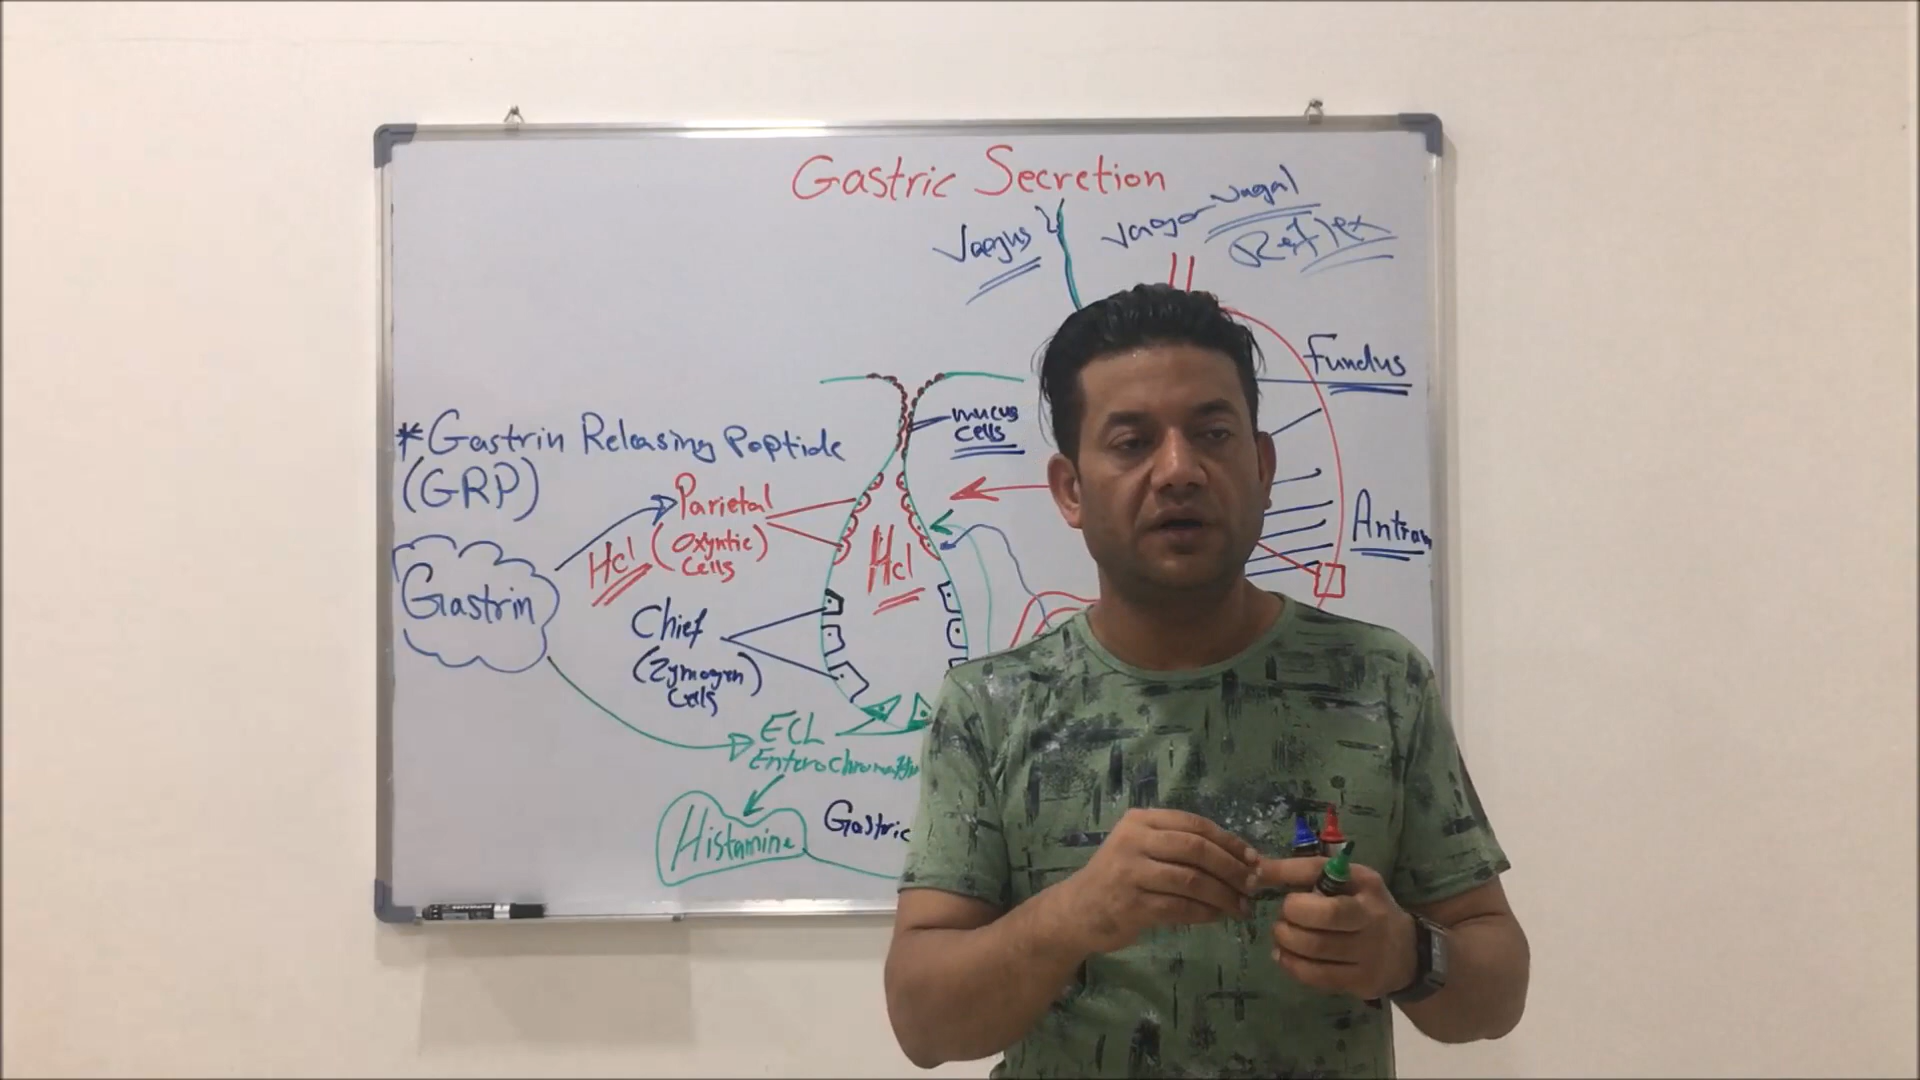 Gastric Secretion
Vagus
Vago-vagal
Reflex
Fundus
mucus
cells
*Gastrin Releasing Peptide
(GRP)
Parietal
(Oxyntic)
cells
Hcl
Hcl
Antrum
Gastrin
Chief
(Zymogen)
Cells
ECL
Histamine
Gastric